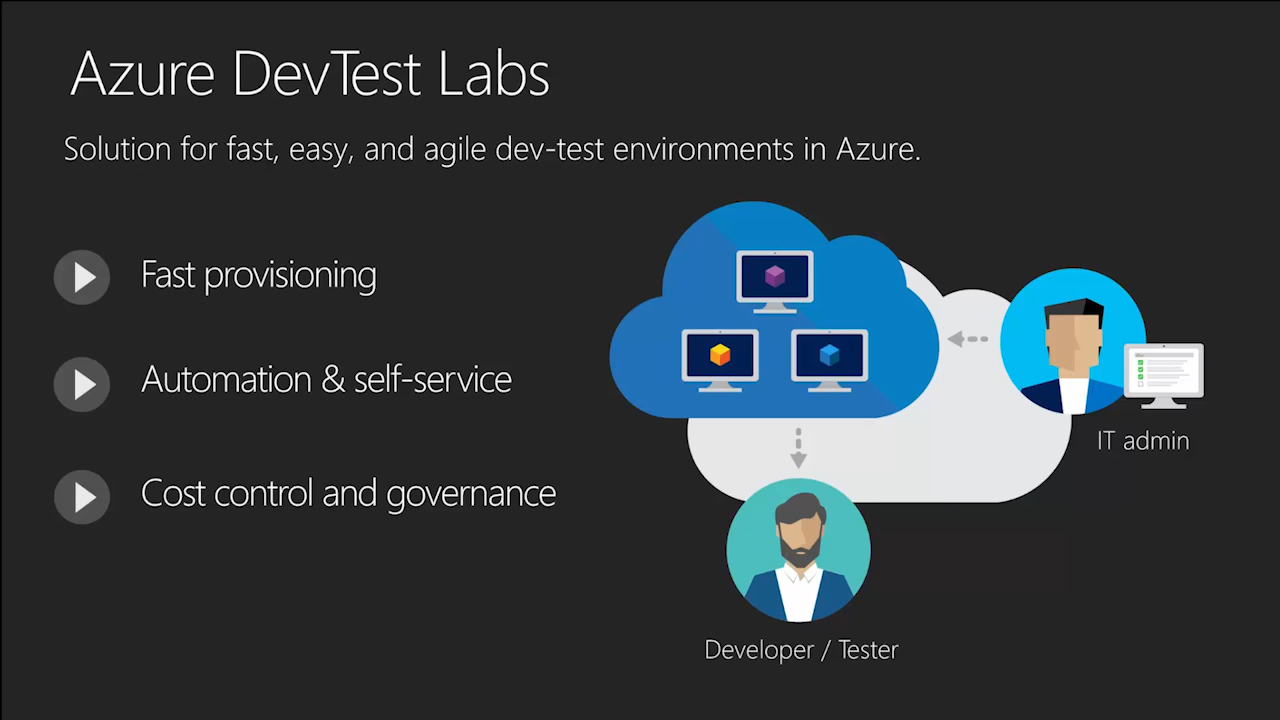 Azure DevTest Labs
Solution for fast, easy, and agile dev-test environments in Azure.
Fast provisioning
Automation & self-service
Cost control and governance
IT admin
Developer / Tester